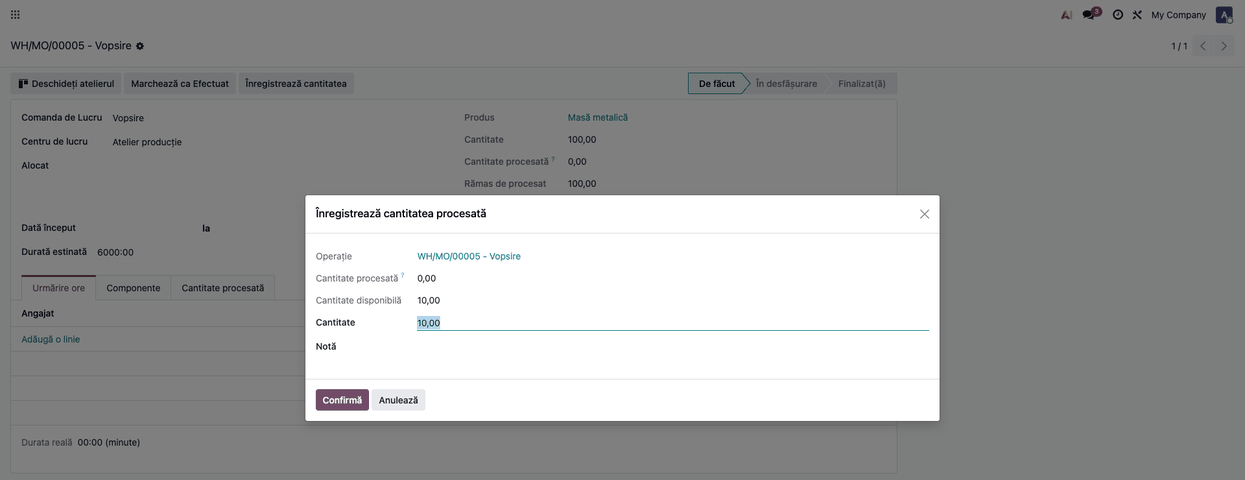 AI 3 My Company A
WH/MO/00005 - Vopsire 1 / 1
Deschideți atelierul Marchează ca Efectuat Înregistrează cantitatea De făcut În desfășurare Finalizat(ă)
Comanda de Lucru Vopsire Produs Masă metalică
Centru de lucru Atelier producție Cantitate 100,00
Alocat Cantitate procesată ? 0,00
Rămas de procesat 100,00
Dată început la
Durată estinată 6000:00
Urmărire ore Componente Cantitate procesată
Angajat
Adăugă o linie
Durata reală 00:00 (minute)
Înregistrează cantitatea procesată
Operație WH/MO/00005 - Vopsire
Cantitate procesată ? 0,00
Cantitate disponibilă 10,00
Cantitate 10,00
Notă
Confirmă Anulează